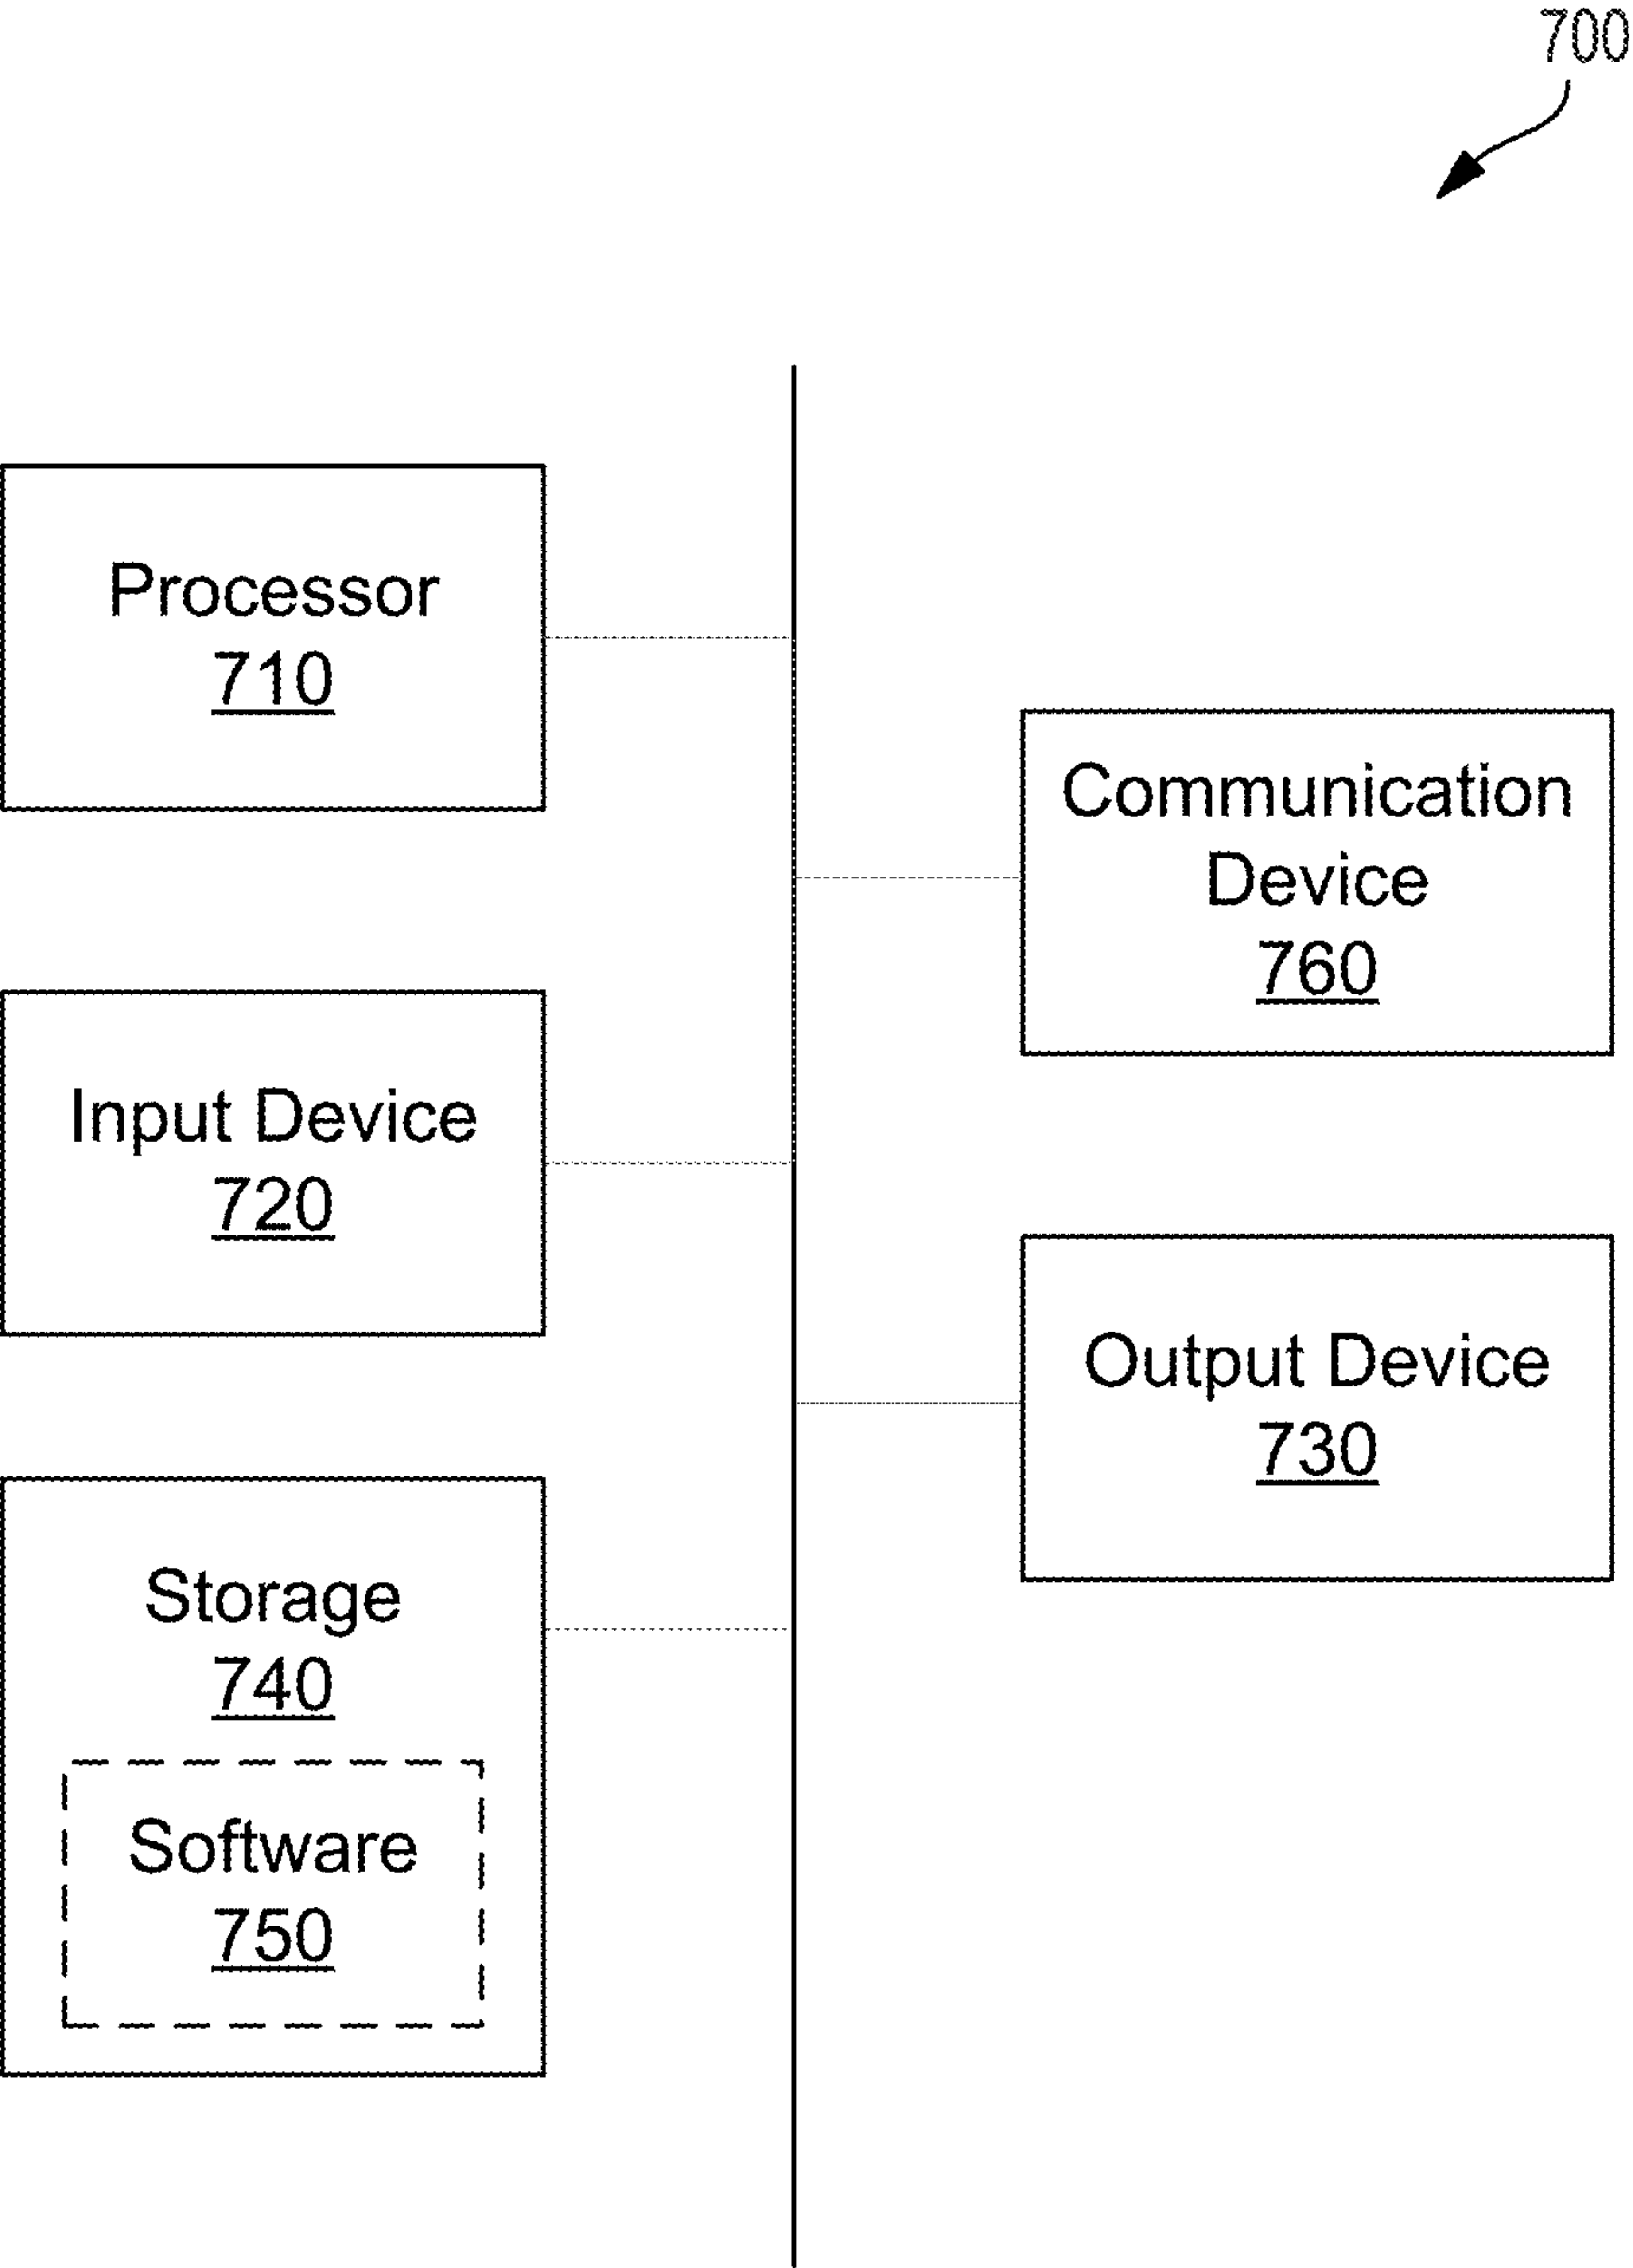 700
Processor
710
Input Device
720
Storage
740
Software
750
Communication
Device
760
Output Device
730